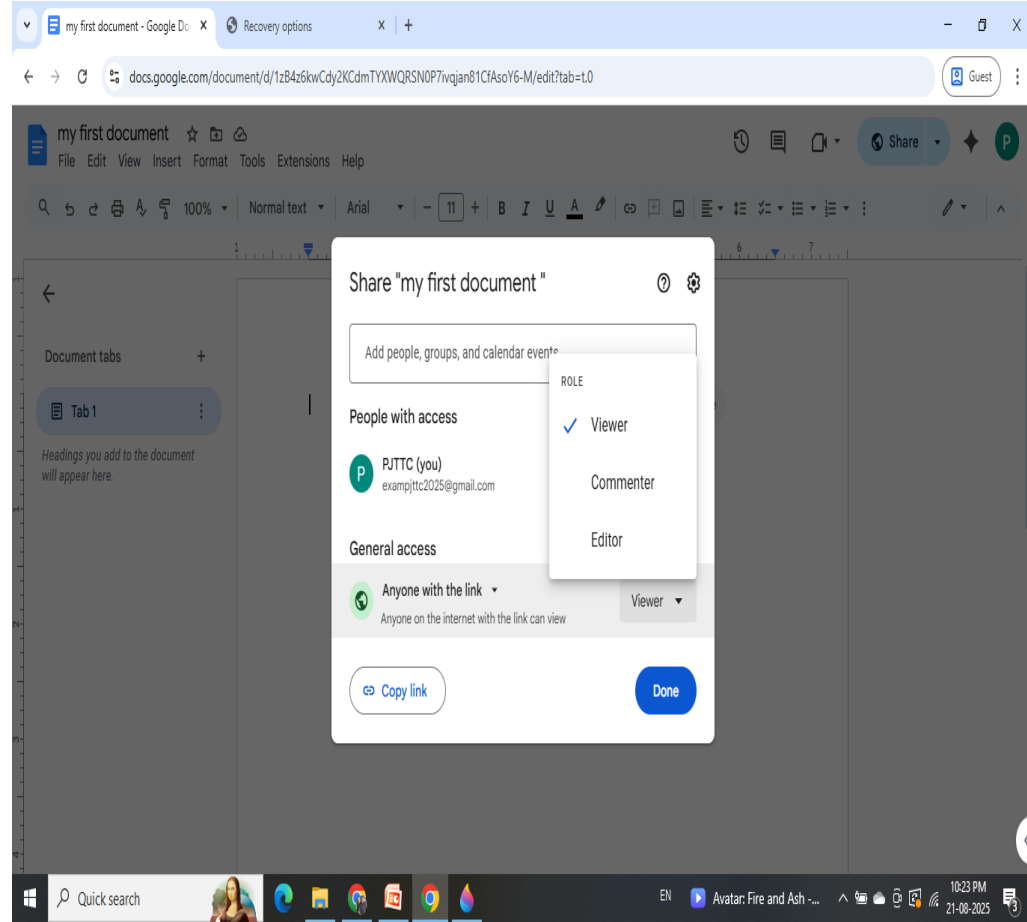 my first document - Google Do
Recovery options
docs.google.com/document/d/1zB4z6kwCdy2KCdmTYXWQRSN0P7ivqjan81CfAsoY6-M/edit?tab=t.0
Guest
my first document
File Edit View Insert Format Tools Extensions Help
Share
P
100% Normal text Arial 11 B I U A
1 6 7
Share "my first document "
Add people, groups, and calendar events
Document tabs
Tab 1
Headings you add to the document
will appear here.
People with access
P
PJTTC (you)
exampjttc2025@gmail.com
ROLE
Viewer
Commenter
Editor
General access
Anyone with the link
Anyone on the internet with the link can view
Viewer
Copy link
Done
Quick search
EN
Avatar: Fire and Ash -...
10:23 PM
21-08-2025
3